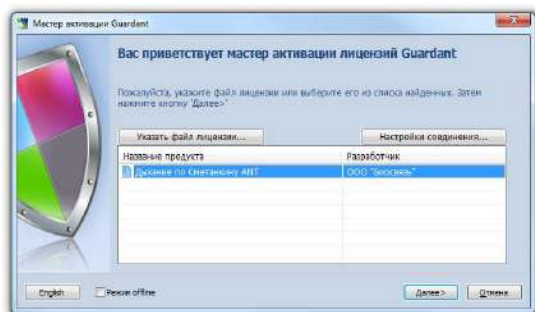 Мастер активации Guardant
Вас приветствует мастер активации лицензий Guardant
Пожалуйста, укажите файл лицензии или выберите его из списка найденных. Затем
нажмите кнопку 'Далее>'
Указать файл лицензии...
Настройки соединения...
Название продукта
Разработчик
Дыхание по Сметанкину ANT
ООО "Биосвязь"
English
Режим offline
Далее>
Отмена